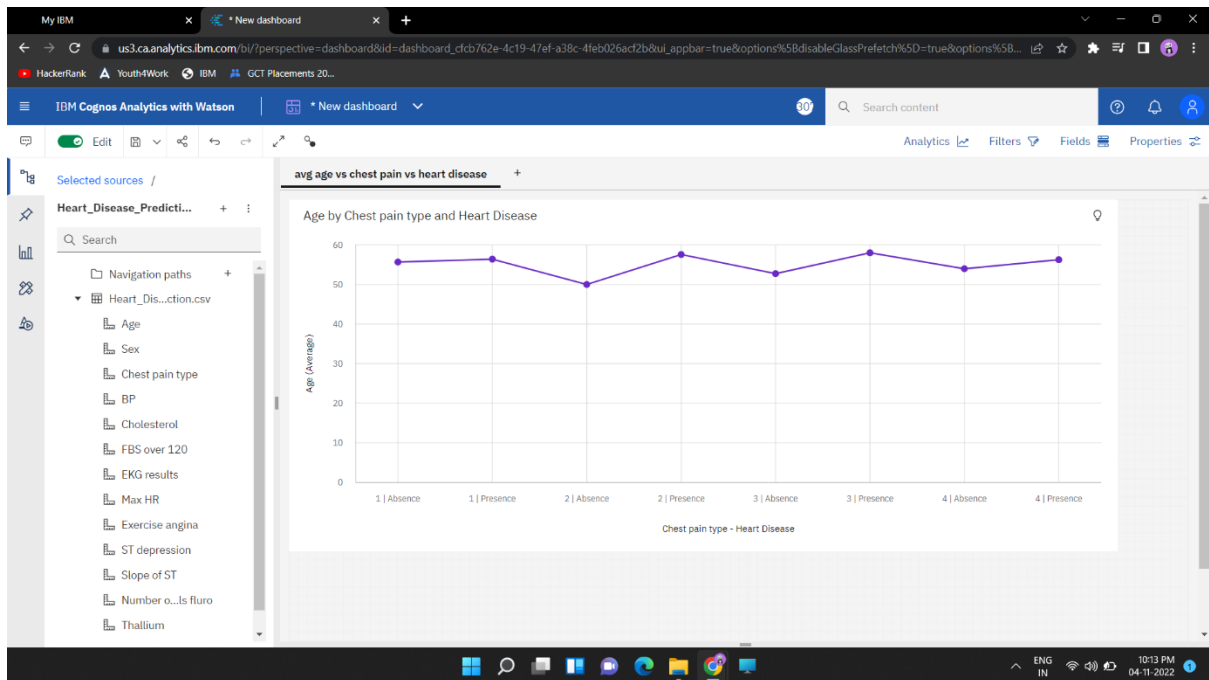 My IBM
* New dashboard
us3.ca.analytics.ibm.com/bi/?perspective=dashboard&id=dashboard_cfcb762e-4c19-47ef-a38c-4feb026acf2b&ui_appbar=true&options%5BdisableGlassPrefetch%5D=true&options%5B...
HackerRank Youth4Work IBM GCT Placements 20...
IBM Cognos Analytics with Watson
* New dashboard
30
Search content
Edit
Analytics Filters Fields Properties
Selected sources /
avg age vs chest pain vs heart disease +
Heart_Disease_Predicti... +
Search
Navigation paths +
Heart_Dis...ction.csv
Age
Sex
Chest pain type
BP
Cholesterol
FBS over 120
EKG results
Max HR
Exercise angina
ST depression
Slope of ST
Number o...ls fluro
Thallium
Age by Chest pain type and Heart Disease
Age (Average)
60
50
40
30
20
10
0
1 | Absence 1 | Presence 2 | Absence 2 | Presence 3 | Absence 3 | Presence 4 | Absence 4 | Presence
Chest pain type - Heart Disease
ENG
IN
10:13 PM
04-11-2022
1